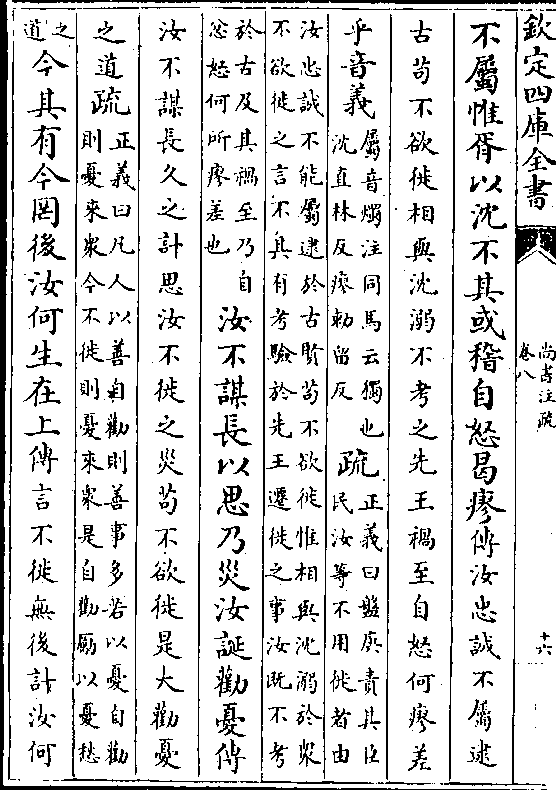 欽定四庫全書
尚書注疏
卷八
十六
不屬惟胥以沈不其或稽自怒曷瘳傳汝忠誠不屬逮
古苟不欲徙相與沈溺不考之先王禍至自怒何瘳差
乎音義
屬音燭注同馬云獨也
沈直林反瘳勑留反
疏
正義曰盤庚責其臣
民汝等不用徙者由
汝忠誠不能屬逮於古賢苟不欲徙惟相與沈溺於衆
不欲徙之言不其有考驗於先王遷徙之事汝既不考
於古及其禍至乃自
忿怒何所瘳差也
汝不謀長以思乃災汝誕勸憂傳
汝不謀長久之計思汝不徙之災苟不欲徙是大勸憂
之道疏
正義曰凡人以善自勸則善事多若以憂自勸
則憂來衆今不徙則憂來衆是自勸勵以憂愁
之
道
今其有今罔後汝何生在上傳言不徙無後計汝何